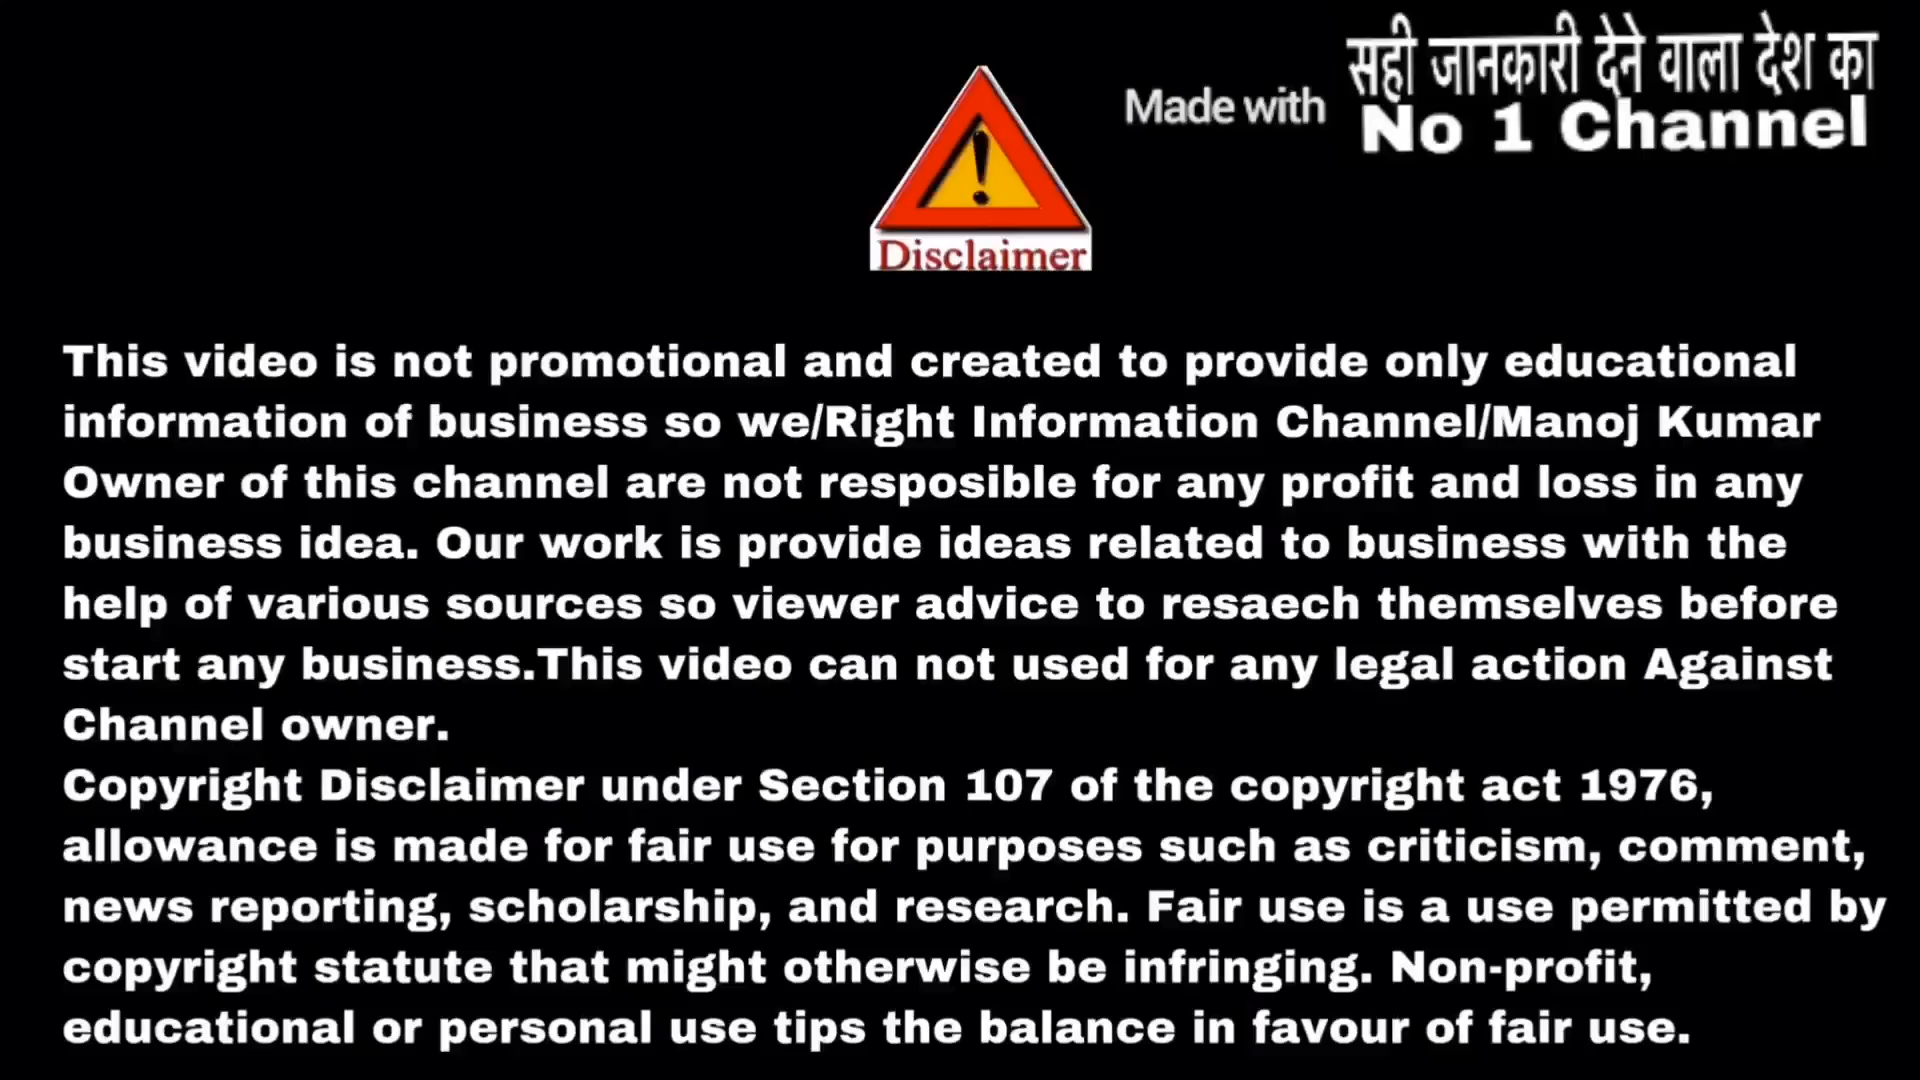 सही जानकारी देने वाला देश का
Made with No 1 Channel
Disclaimer
This video is not promotional and created to provide only educational
information of business so we/Right Information Channel/Manoj Kumar
Owner of this channel are not resposible for any profit and loss in any
business idea. Our work is provide ideas related to business with the
help of various sources so viewer advice to resaech themselves before
start any business.This video can not used for any legal action Against
Channel owner.
Copyright Disclaimer under Section 107 of the copyright act 1976,
allowance is made for fair use for purposes such as criticism, comment,
news reporting, scholarship, and research. Fair use is a use permitted by
copyright statute that might otherwise be infringing. Non-profit,
educational or personal use tips the balance in favour of fair use.